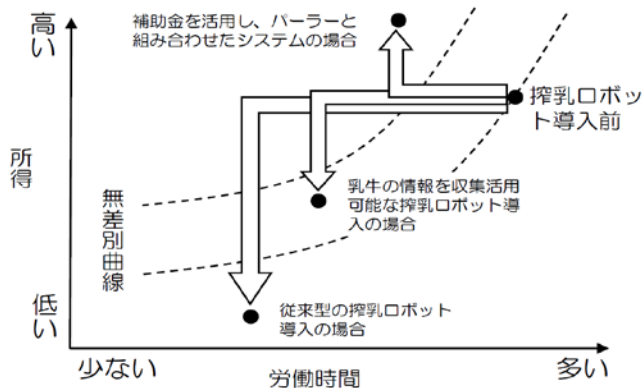 高い
補助金を活用し、パーラーと
組み合わせたシステムの場合
搾乳ロボッ
ト導入前
所得
無差別曲線
乳牛の情報を収集活用
可能な搾乳ロボット導
入の場合
低い
従来型の搾乳ロボット
導入の場合
少ない
労働時間
多い